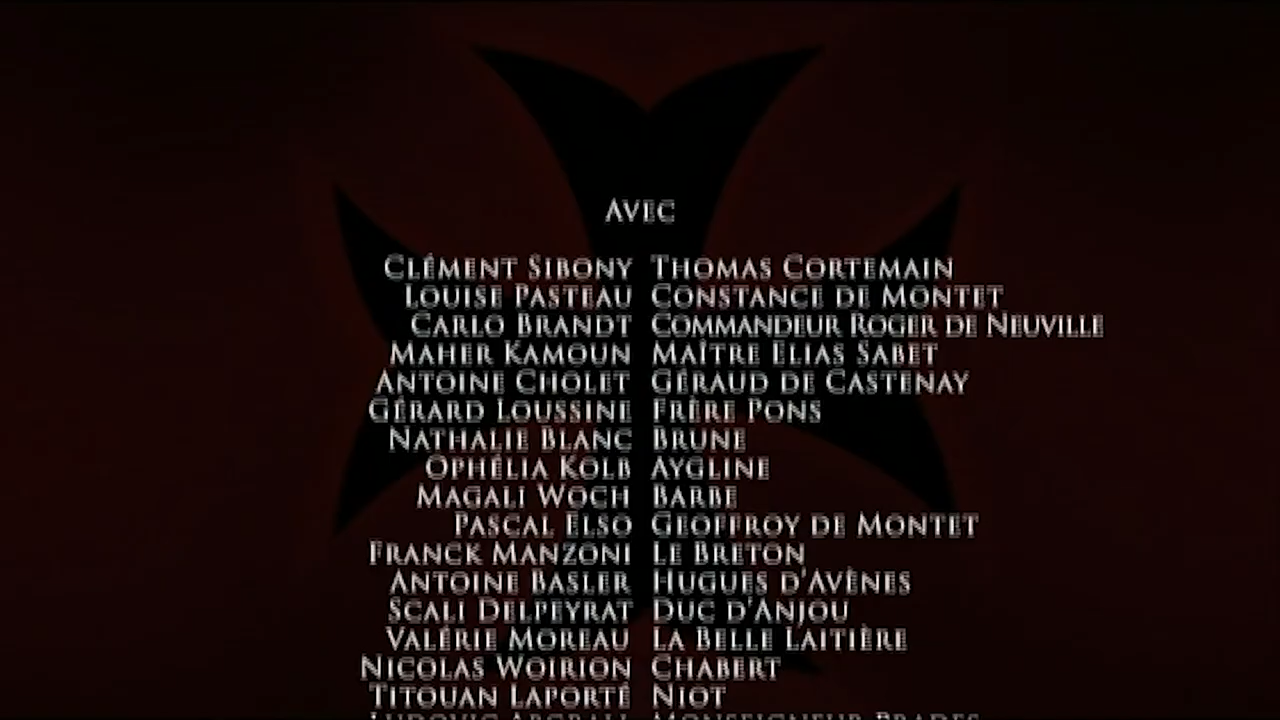 AVEC
CLÉMENT SIBONY THOMAS CORTEMAIN
LOUISE PASTEAU CONSTANCE DE MONTET
CARLO BRANDT COMMANDEUR ROGER DE NEUVILLE
MAHER KAMOUN MAÎTRE ELIAS SABET
ANTOINE CHOLET GÉRAUD DE CASTENAY
GÉRARD LOUSSINE FRÈRE PONS
NATHALIE BLANC BRUNE
OPHÉLIA KOLB AYGLINE
MAGALI WOCH BARBE
PASCAL ELSO GEOFFROY DE MONTET
FRANCK MANZONI LE BRETON
ANTOINE BASLER HUGUES D'AVÈNES
SCALI DELPEYRAT DUC D'ANJOU
VALÉRIE MOREAU LA BELLE LAITIÈRE
NICOLAS WOIRION CHABERT
TITOUAN LAPORTE NIOT